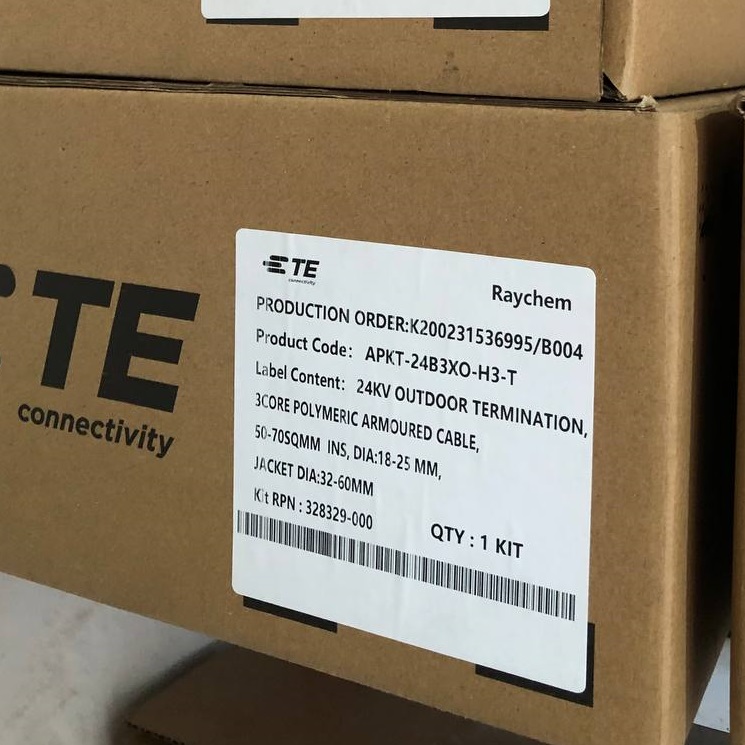 TE
connectivity
TE
connectivity
Raychem
PRODUCTION ORDER:K200231536995/B004
Product Code: APKT-24B3XO-H3-T
Label Content: 24KV OUTDOOR TERMINATION,
3CORE POLYMERIC ARMOURED CABLE,
50-70SQMM INS, DIA:18-25 MM,
JACKET DIA:32-60MM
Kit RPN : 328329-000
QTY : 1 KIT